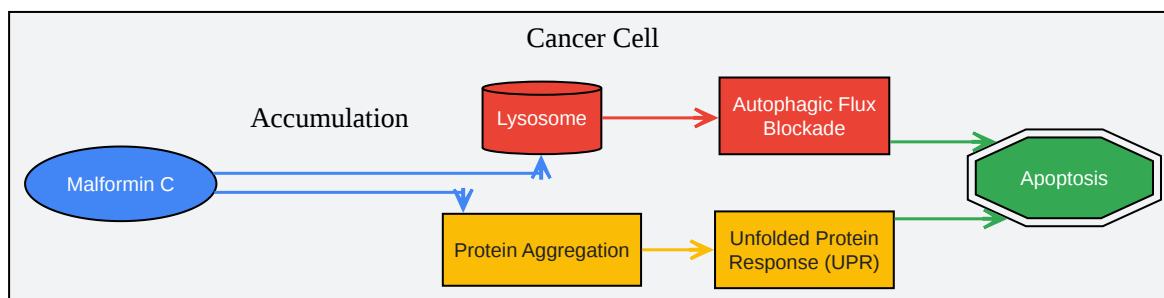 Cancer Cell
Accumulation
Lysosome
Autophagic Flux
Blockade
Malformin C
Apoptosis
Protein Aggregation
Unfolded Protein
Response (UPR)